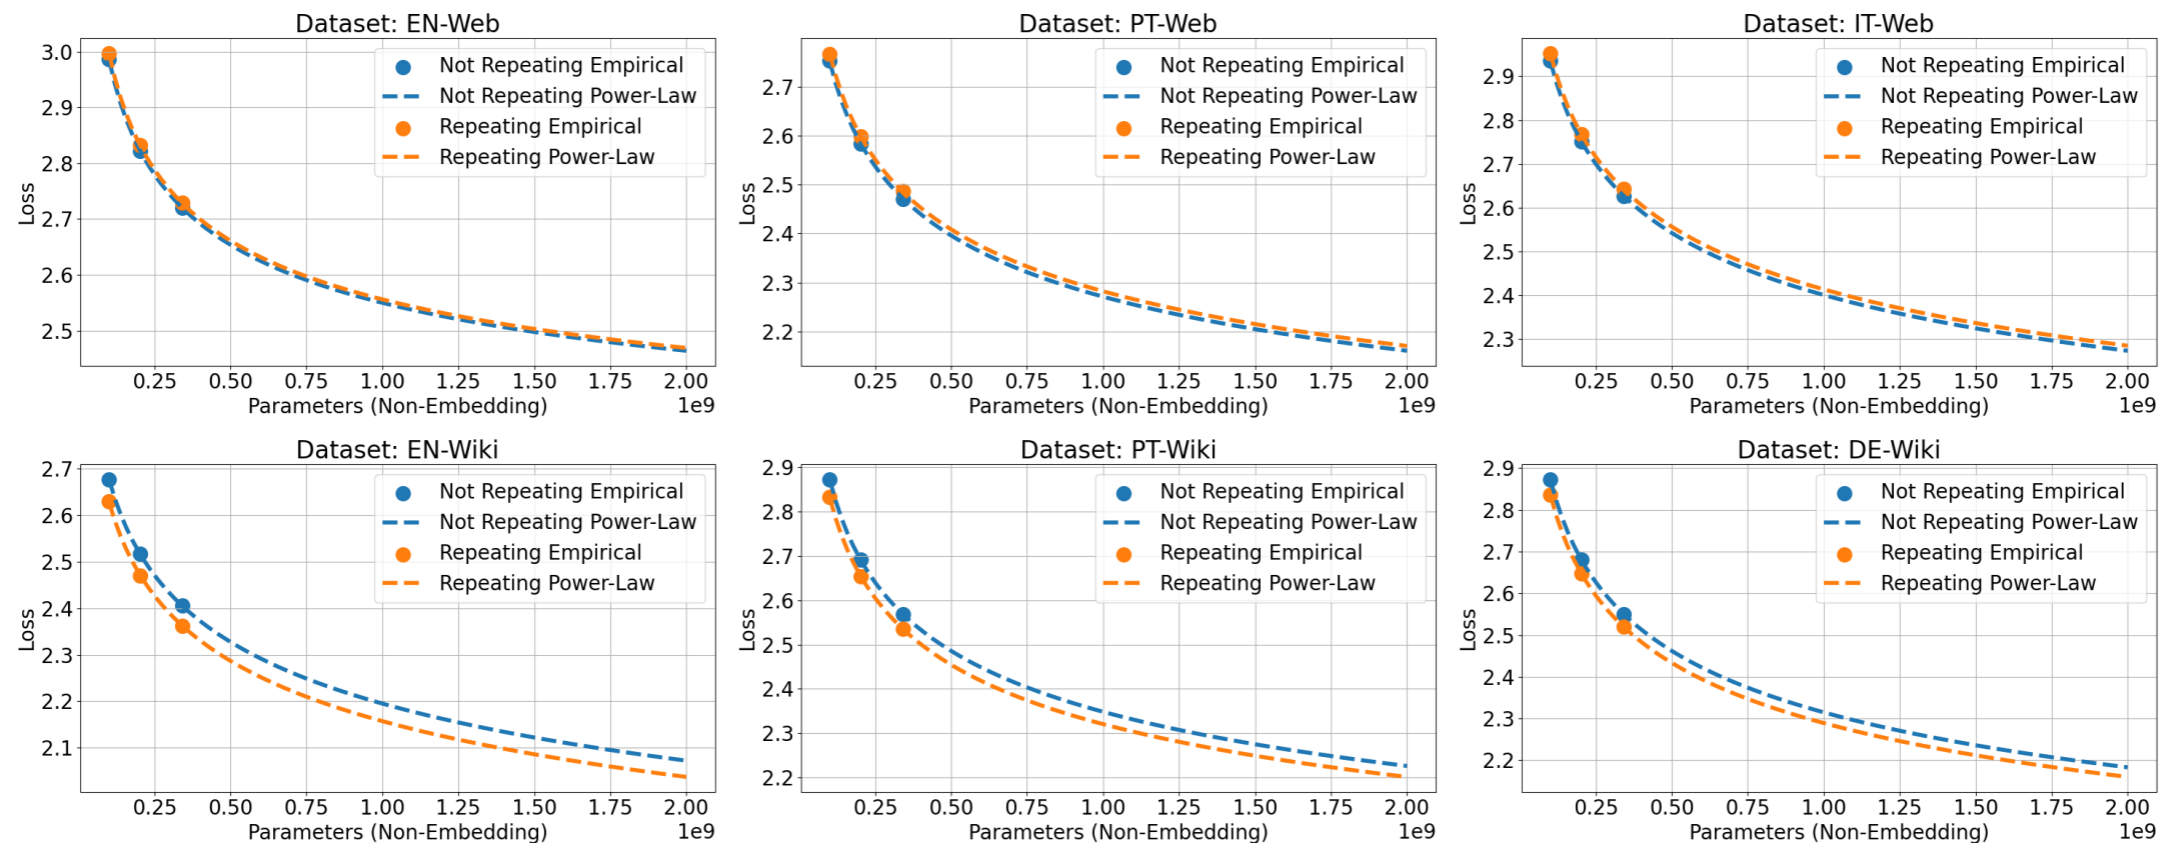 Dataset: EN-Web
3.0
2.9
2.8
2.7
2.6
2.5
Loss
Not Repeating Empirical
Not Repeating Power-Law
Repeating Empirical
Repeating Power-Law
0.25 0.50 0.75 1.00 1.25 1.50 1.75 2.00
Parameters (Non-Embedding)
1e9
Dataset: PT-Web
2.7
2.6
2.5
2.4
2.3
2.2
Loss
Not Repeating Empirical
Not Repeating Power-Law
Repeating Empirical
Repeating Power-Law
0.25 0.50 0.75 1.00 1.25 1.50 1.75 2.00
Parameters (Non-Embedding)
1e9
Dataset: IT-Web
2.9
2.8
2.7
2.6
2.5
2.4
2.3
Loss
Not Repeating Empirical
Not Repeating Power-Law
Repeating Empirical
Repeating Power-Law
0.25 0.50 0.75 1.00 1.25 1.50 1.75 2.00
Parameters (Non-Embedding)
1e9
Dataset: EN-Wiki
2.7
2.6
2.5
2.4
2.3
2.2
2.1
Loss
Not Repeating Empirical
Not Repeating Power-Law
Repeating Empirical
Repeating Power-Law
0.25 0.50 0.75 1.00 1.25 1.50 1.75 2.00
Parameters (Non-Embedding)
1e9
Dataset: PT-Wiki
2.9
2.8
2.7
2.6
2.5
2.4
2.3
2.2
Loss
Not Repeating Empirical
Not Repeating Power-Law
Repeating Empirical
Repeating Power-Law
0.25 0.50 0.75 1.00 1.25 1.50 1.75 2.00
Parameters (Non-Embedding)
1e9
Dataset: DE-Wiki
2.9
2.8
2.7
2.6
2.5
2.4
2.3
2.2
Loss
Not Repeating Empirical
Not Repeating Power-Law
Repeating Empirical
Repeating Power-Law
0.25 0.50 0.75 1.00 1.25 1.50 1.75 2.00
Parameters (Non-Embedding)
1e9